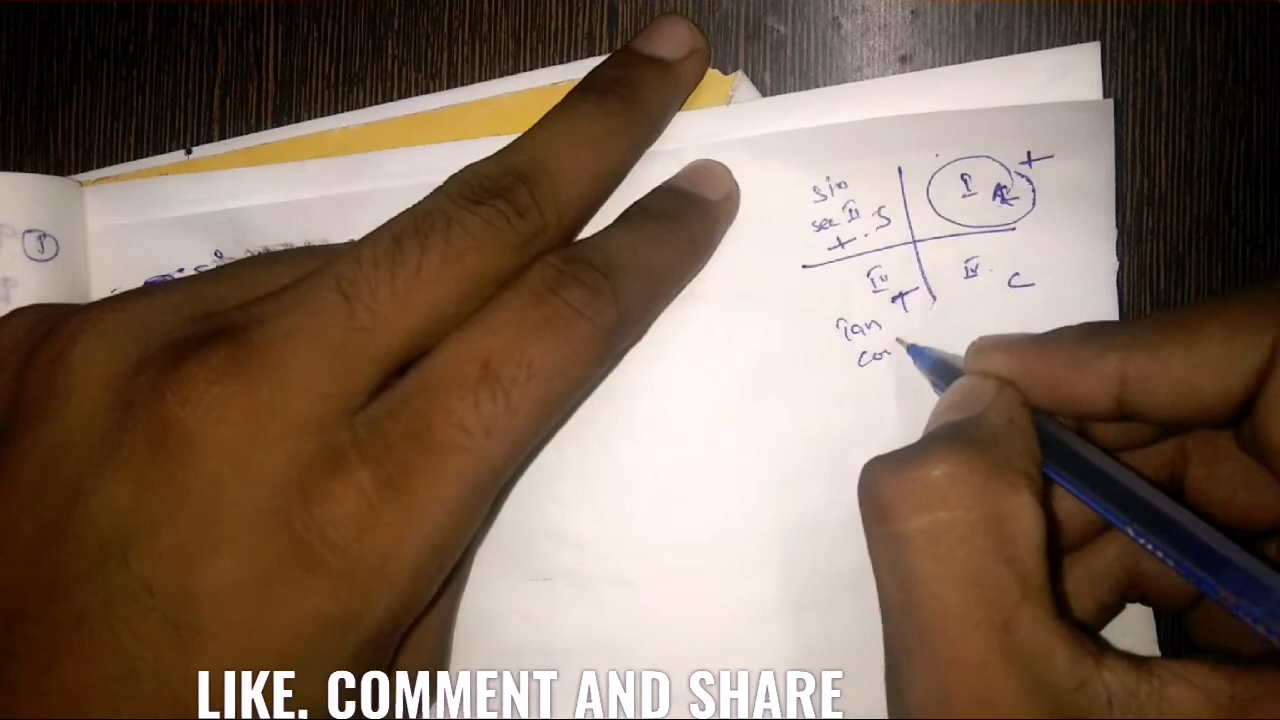 sin
sec II
+ . S
I A
+
III
+
IV . C
Tan
co
LIKE, COMMENT AND SHARE